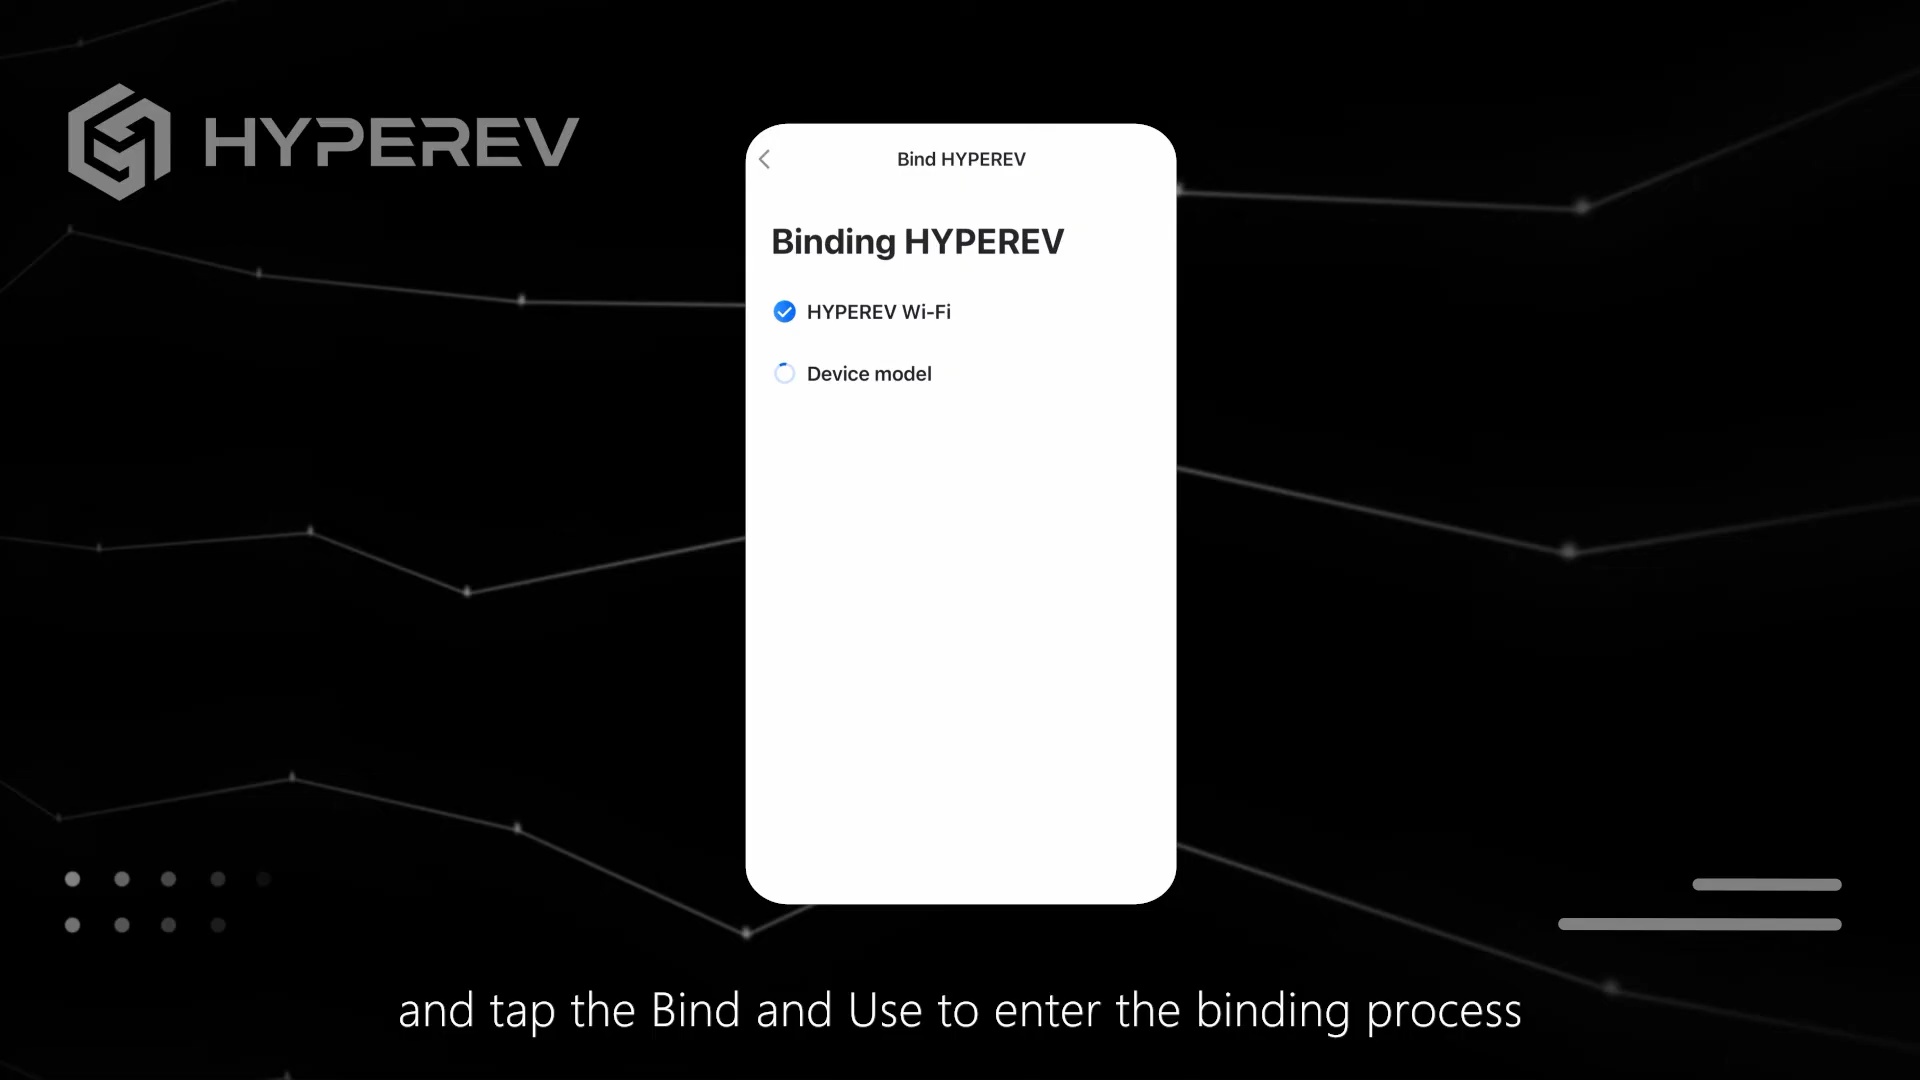 HYPEREV
Bind HYPEREV
Binding HYPEREV
HYPEREV Wi-Fi
Device model
and tap the Bind and Use to enter the binding process